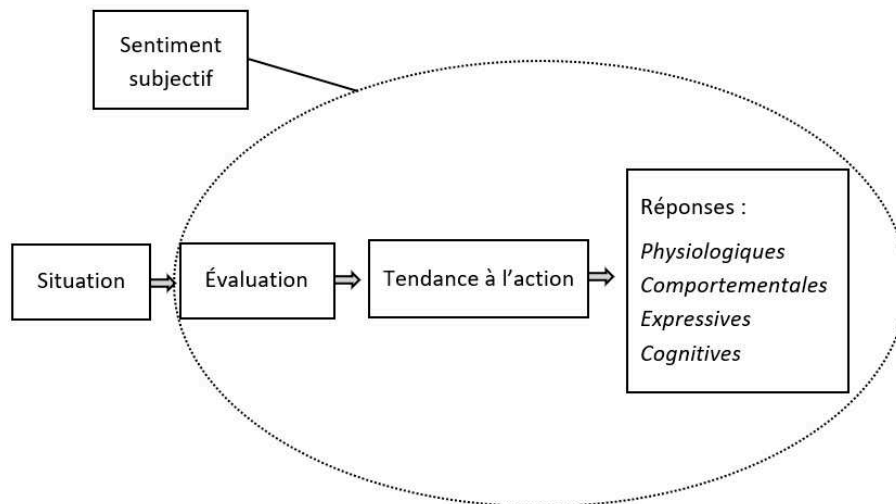 Sentiment
subjectif
Situation
Évaluation
Tendance à l’action
Réponses :
Physiologiques
Comportementales
Expressives
Cognitives